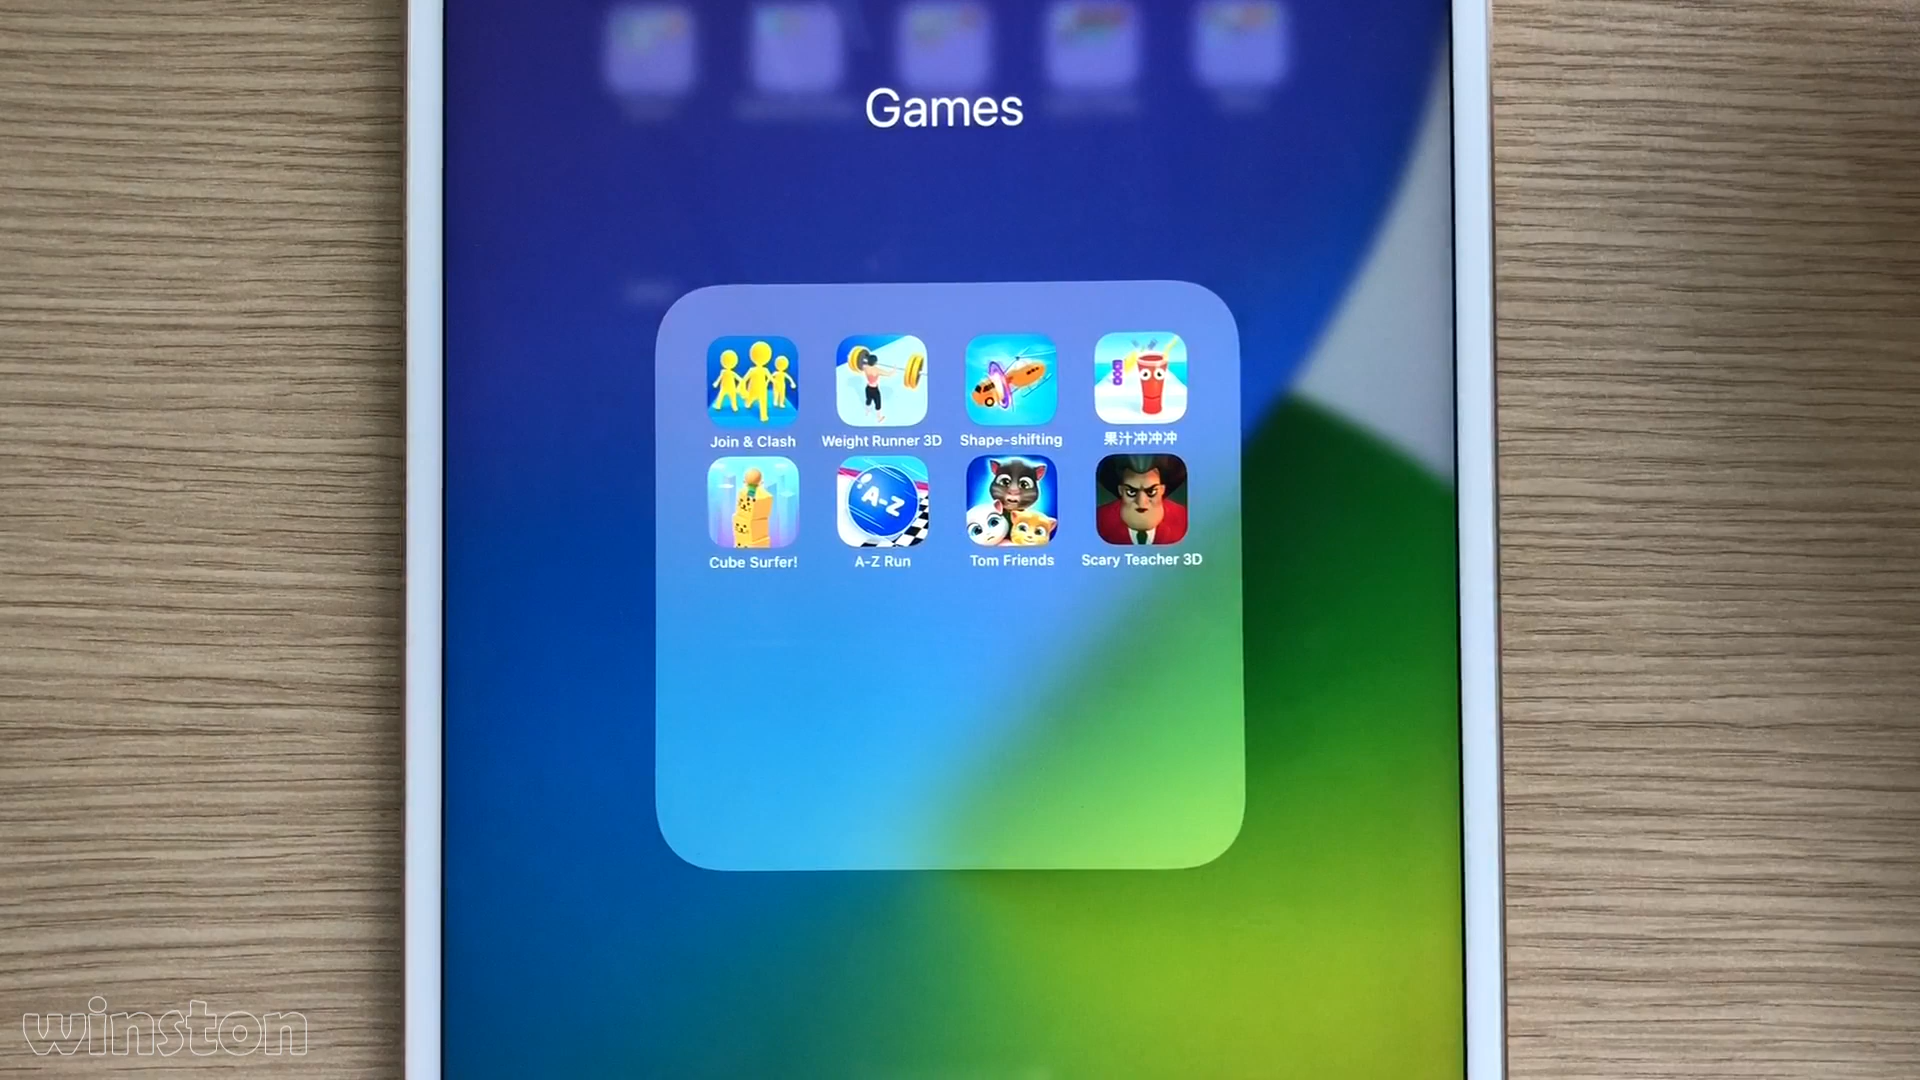 Games
Join & Clash
Weight Runner 3D
Shape-shifting
果汁冲冲冲
A-Z
Cube Surfer!
A-Z Run
Tom Friends
Scary Teacher 3D
winston